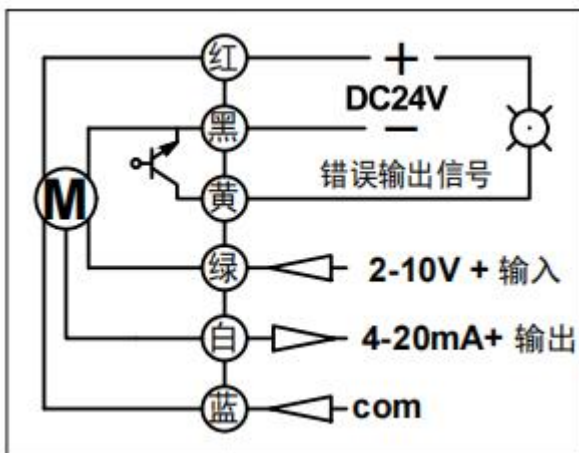 红 +
DC24V
黑 −
错误输出信号
M
黄
绿 2-10V + 输入
白 4-20mA+ 输出
蓝 com